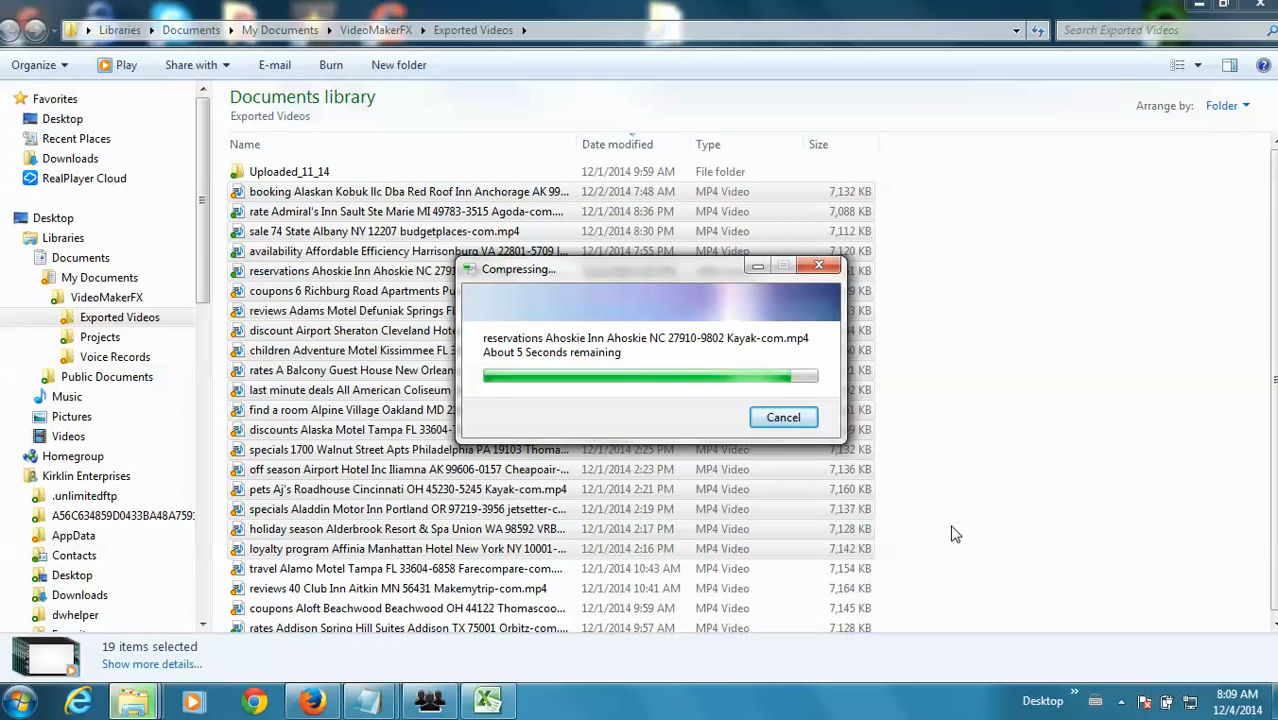 Libraries Documents My Documents VideoMakerFX Exported Videos
Search Exported Videos
Organize Play Share with E-mail Burn New folder
Favorites
Desktop
Recent Places
Downloads
RealPlayer Cloud
Desktop
Libraries
Documents
My Documents
VideoMakerFX
Exported Videos
Projects
Voice Records
Public Documents
Music
Pictures
Videos
Homegroup
Kirklin Enterprises
.unlimitedftp
A56C634859D0433BA48A7591
AppData
Contacts
Desktop
Downloads
dwhelper
Documents library
Exported Videos
Arrange by: Folder
Name Date modified Type Size
Uploaded_11_14 12/1/2014 9:59 AM File folder
booking Alaskan Kobuk llc Dba Red Roof Inn Anchorage AK 99... 12/2/2014 7:48 AM MP4 Video 7,132 KB
rate Admiral's Inn Sault Ste Marie MI 49783-3515 Agoda-com.... 12/1/2014 8:36 PM MP4 Video 7,088 KB
sale 74 State Albany NY 12207 budgetplaces-com.mp4 12/1/2014 8:30 PM MP4 Video 7,112 KB
availability Affordable Efficiency Harrisonburg VA 22801-5709 I... 12/1/2014 7:55 PM MP4 Video 7,120 KB
reservations Ahoskie Inn Ahoskie NC 2791
coupons 6 Richburg Road Apartments Pu
reviews Adams Motel Defuniak Springs FL
discount Airport Sheraton Cleveland Hote
children Adventure Motel Kissimmee FL
rates A Balcony Guest House New Orlean
last minute deals All American Coliseum
find a room Alpine Village Oakland MD 2
discounts Alaska Motel Tampa FL 33604-
specials 1700 Walnut Street Apts Philadelphia PA 19103 Thoma... 12/1/2014 2:25 PM MP4 Video 7,132 KB
off season Airport Hotel Inc Iliamna AK 99606-0157 Cheapoair-... 12/1/2014 2:23 PM MP4 Video 7,136 KB
pets Aj's Roadhouse Cincinnati OH 45230-5245 Kayak-com.mp4 12/1/2014 2:21 PM MP4 Video 7,160 KB
specials Aladdin Motor Inn Portland OR 97219-3956 jetsetter-c... 12/1/2014 2:19 PM MP4 Video 7,137 KB
holiday season Alderbrook Resort & Spa Union WA 98592 VRB... 12/1/2014 2:17 PM MP4 Video 7,128 KB
loyalty program Affinia Manhattan Hotel New York NY 10001-... 12/1/2014 2:16 PM MP4 Video 7,142 KB
travel Alamo Motel Tampa FL 33604-6858 Farecompare-com.... 12/1/2014 10:43 AM MP4 Video 7,154 KB
reviews 40 Club Inn Aitkin MN 56431 Makemytrip-com.mp4 12/1/2014 10:41 AM MP4 Video 7,164 KB
coupons Aloft Beachwood Beachwood OH 44122 Thomascoo... 12/1/2014 9:59 AM MP4 Video 7,145 KB
rates Addison Spring Hill Suites Addison TX 75001 Orbitz-com.... 12/1/2014 9:57 AM MP4 Video 7,128 KB
Compressing...
reservations Ahoskie Inn Ahoskie NC 27910-9802 Kayak-com.mp4
About 5 Seconds remaining
Cancel
19 items selected
Show more details...
Desktop
8:09 AM
12/4/2014